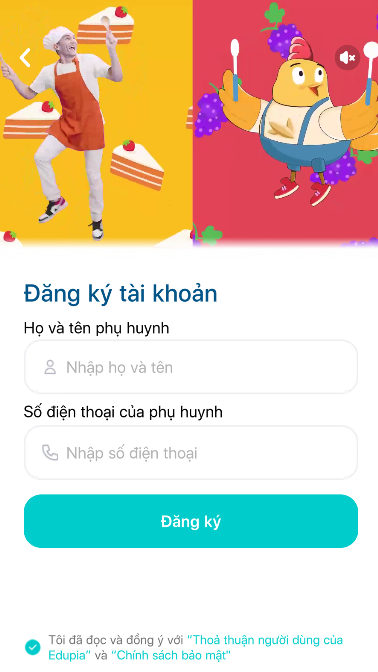 Đăng ký tài khoản
Họ và tên phụ huynh
Nhập họ và tên
Số điện thoại của phụ huynh
Nhập số điện thoại
Đăng ký
Tôi đã đọc và đồng ý với “Thoả thuận người dùng của
Edupia” và “Chính sách bảo mật"